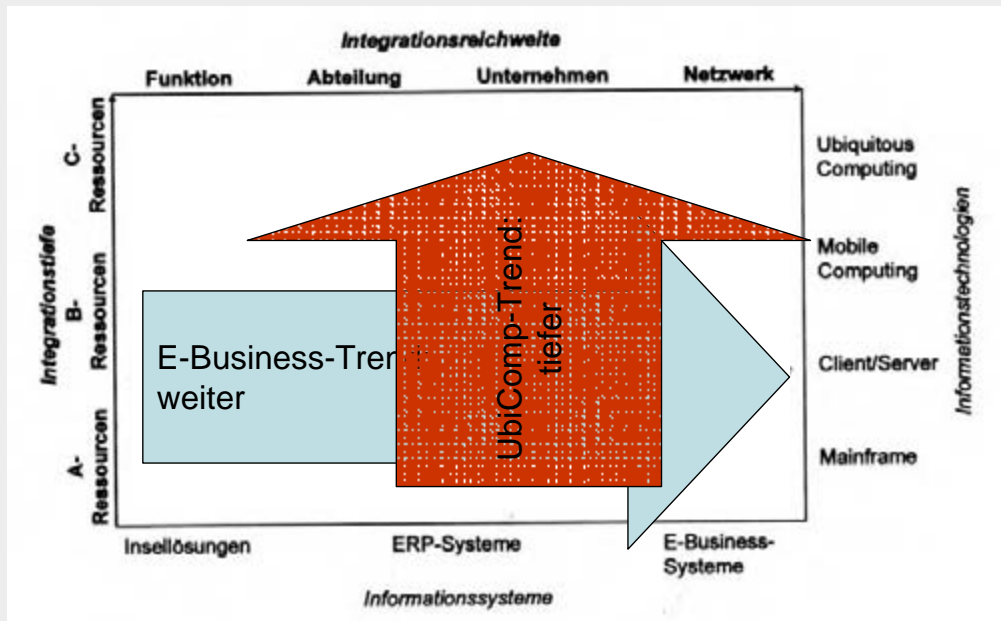 Integrationsreichweite
Funktion Abteilung Unternehmen Netzwerk
Integrationstiefe
C-
Ressourcen
B-
Ressourcen
A-
Ressourcen
E-Business-Tren
weiter
UbiComp-Trend:
tiefer
Ubiquitous
Computing
Mobile
Computing
Client/Server
Mainframe
Informationstechnologien
Insellösungen ERP-Systeme E-Business-
Systeme
Informationssysteme